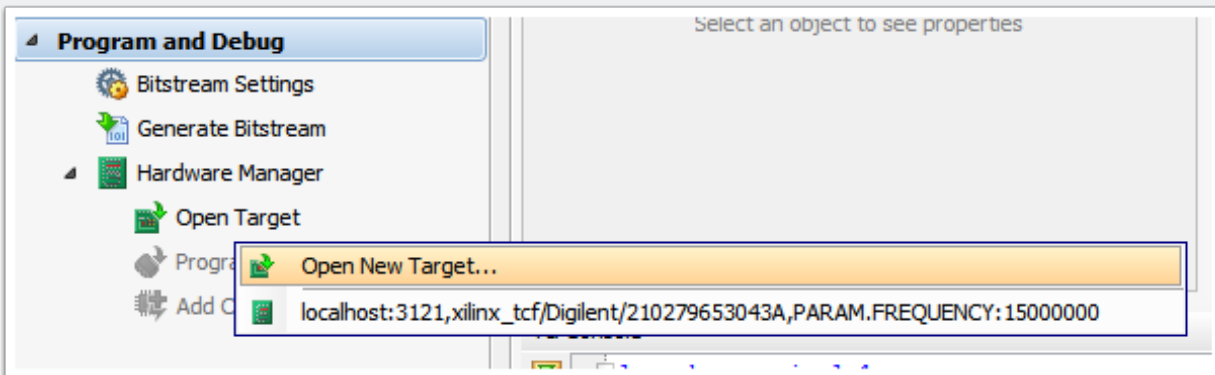 Select an object to see properties
Program and Debug
Bitstream Settings
Generate Bitstream
Hardware Manager
Open Target
Open New Target...
localhost:3121,xilinx_tcf/Digilent/210279653043A,PARAM.FREQUENCY:15000000
Add